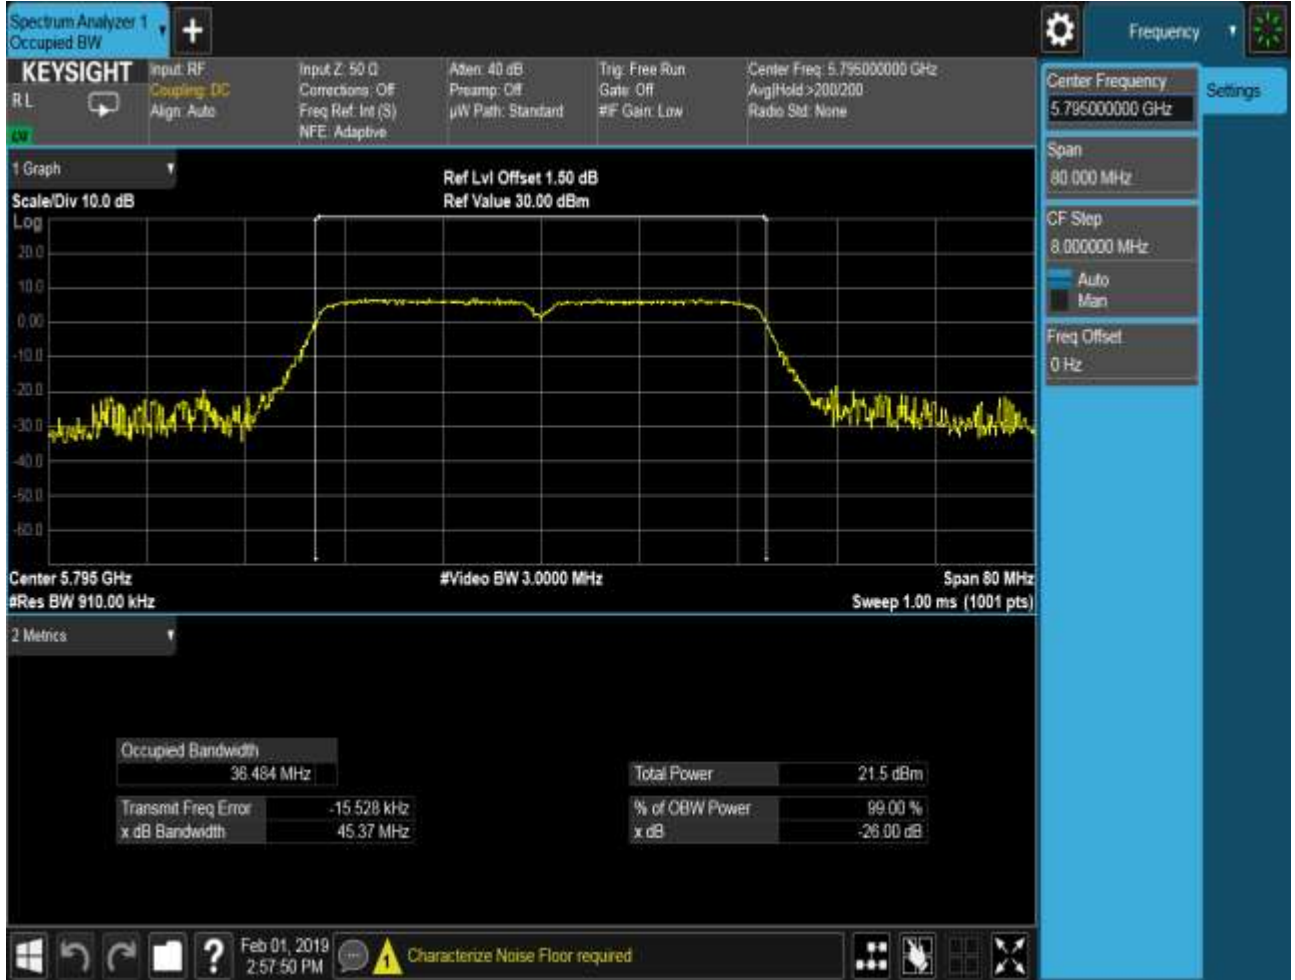 Spectrum Analyzer 1
Occupied BW
Frequency
KEYSIGHT
R L
Input: RF
Coupling: DC
Align: Auto
Input Z: 50 Ω
Corrections: Off
Freq Ref: Int (S)
NFE: Adaptive
Atten: 40 dB
Preamp: Off
µW Path: Standard
Trig: Free Run
Gate: Off
#IF Gain: Low
Center Freq: 5.795000000 GHz
Avg|Hold:>200/200
Radio Std: None
Center Frequency
5.795000000 GHz
Settings
Span
80.000 MHz
CF Step
8.000000 MHz
Auto
Man
Freq Offset
0 Hz
1 Graph
Ref Lvl Offset 1.50 dB
Scale/Div 10.0 dB
Ref Value 30.00 dBm
Log
20.0
10.0
0.00
-10.0
-20.0
-30.0
-40.0
-50.0
-60.0
Center 5.795 GHz
#Video BW 3.0000 MHz
Span 80 MHz
#Res BW 910.00 kHz
Sweep 1.00 ms (1001 pts)
2 Metrics
Occupied Bandwidth
36.484 MHz
Total Power 21.5 dBm
Transmit Freq Error -15.528 kHz
% of OBW Power 99.00 %
x dB Bandwidth 45.37 MHz
x dB -26.00 dB
Feb 01, 2019
2:57:50 PM
1
Characterize Noise Floor required